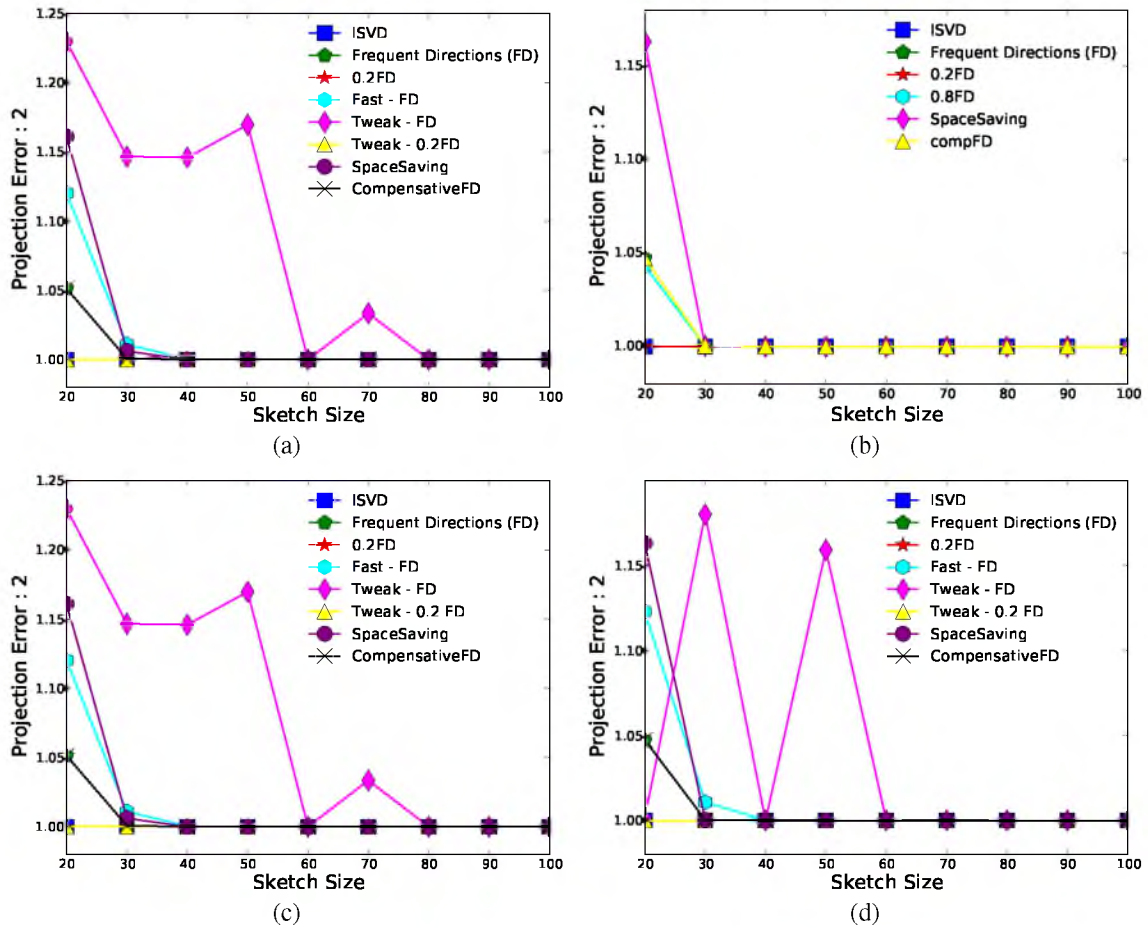 1.25
1.20
1.15
1.10
1.05
1.00
Projection Error : 2
ISVD
Frequent Directions (FD)
0.2FD
Fast - FD
Tweak - FD
Tweak - 0.2FD
SpaceSaving
CompensativeFD
20 30 40 50 60 70 80 90 100
Sketch Size
(a)
1.15
1.10
1.05
1.00
Projection Error : 2
ISVD
Frequent Directions (FD)
0.2FD
0.8FD
SpaceSaving
compFD
20 30 40 50 60 70 80 90 100
Sketch Size
(b)
1.25
1.20
1.15
1.10
1.05
1.00
Projection Error : 2
ISVD
Frequent Directions (FD)
0.2FD
Fast - FD
Tweak - FD
Tweak - 0.2 FD
SpaceSaving
CompensativeFD
20 30 40 50 60 70 80 90 100
Sketch Size
(c)
1.15
1.10
1.05
1.00
Projection Error : 2
ISVD
Frequent Directions (FD)
0.2FD
Fast - FD
Tweak - FD
Tweak - 0.2 FD
SpaceSaving
CompensativeFD
20 30 40 50 60 70 80 90 100
Sketch Size
(d)